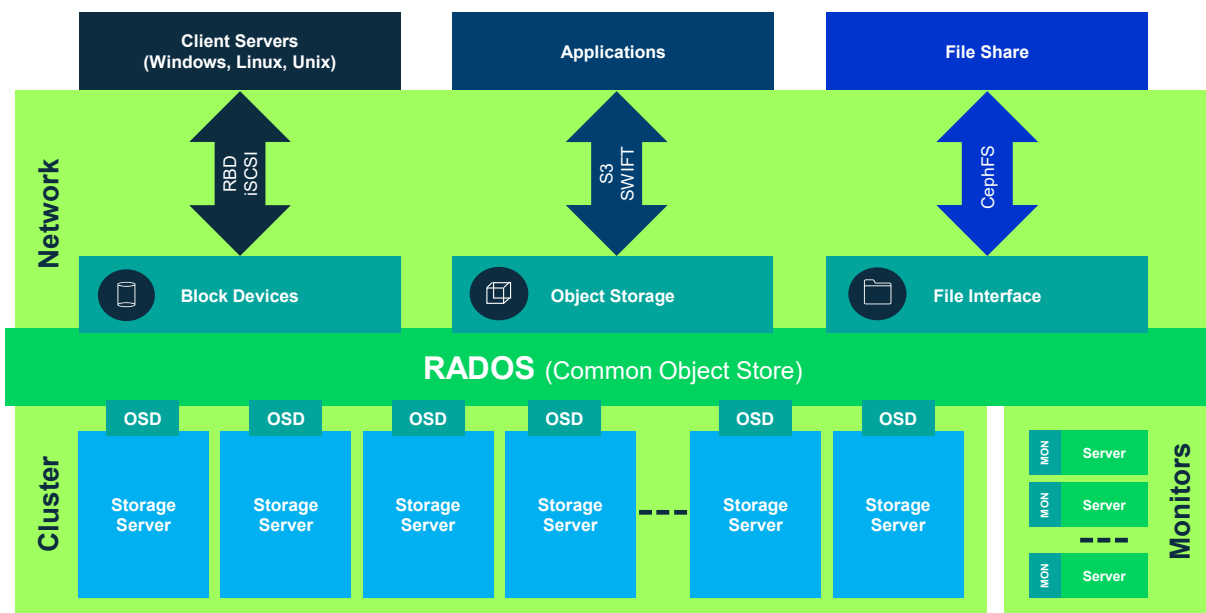 Client Servers
(Windows, Linux, Unix)
Applications
File Share
Network
RBD
iSCSI
S3
SWIFT
CephFS
Block Devices
Object Storage
File Interface
RADOS (Common Object Store)
Cluster
OSD
OSD
OSD
OSD
OSD
OSD
Storage
Server
Storage
Server
Storage
Server
Storage
Server
Storage
Server
Storage
Server
MON
Server
MON
Server
MON
Server
Monitors